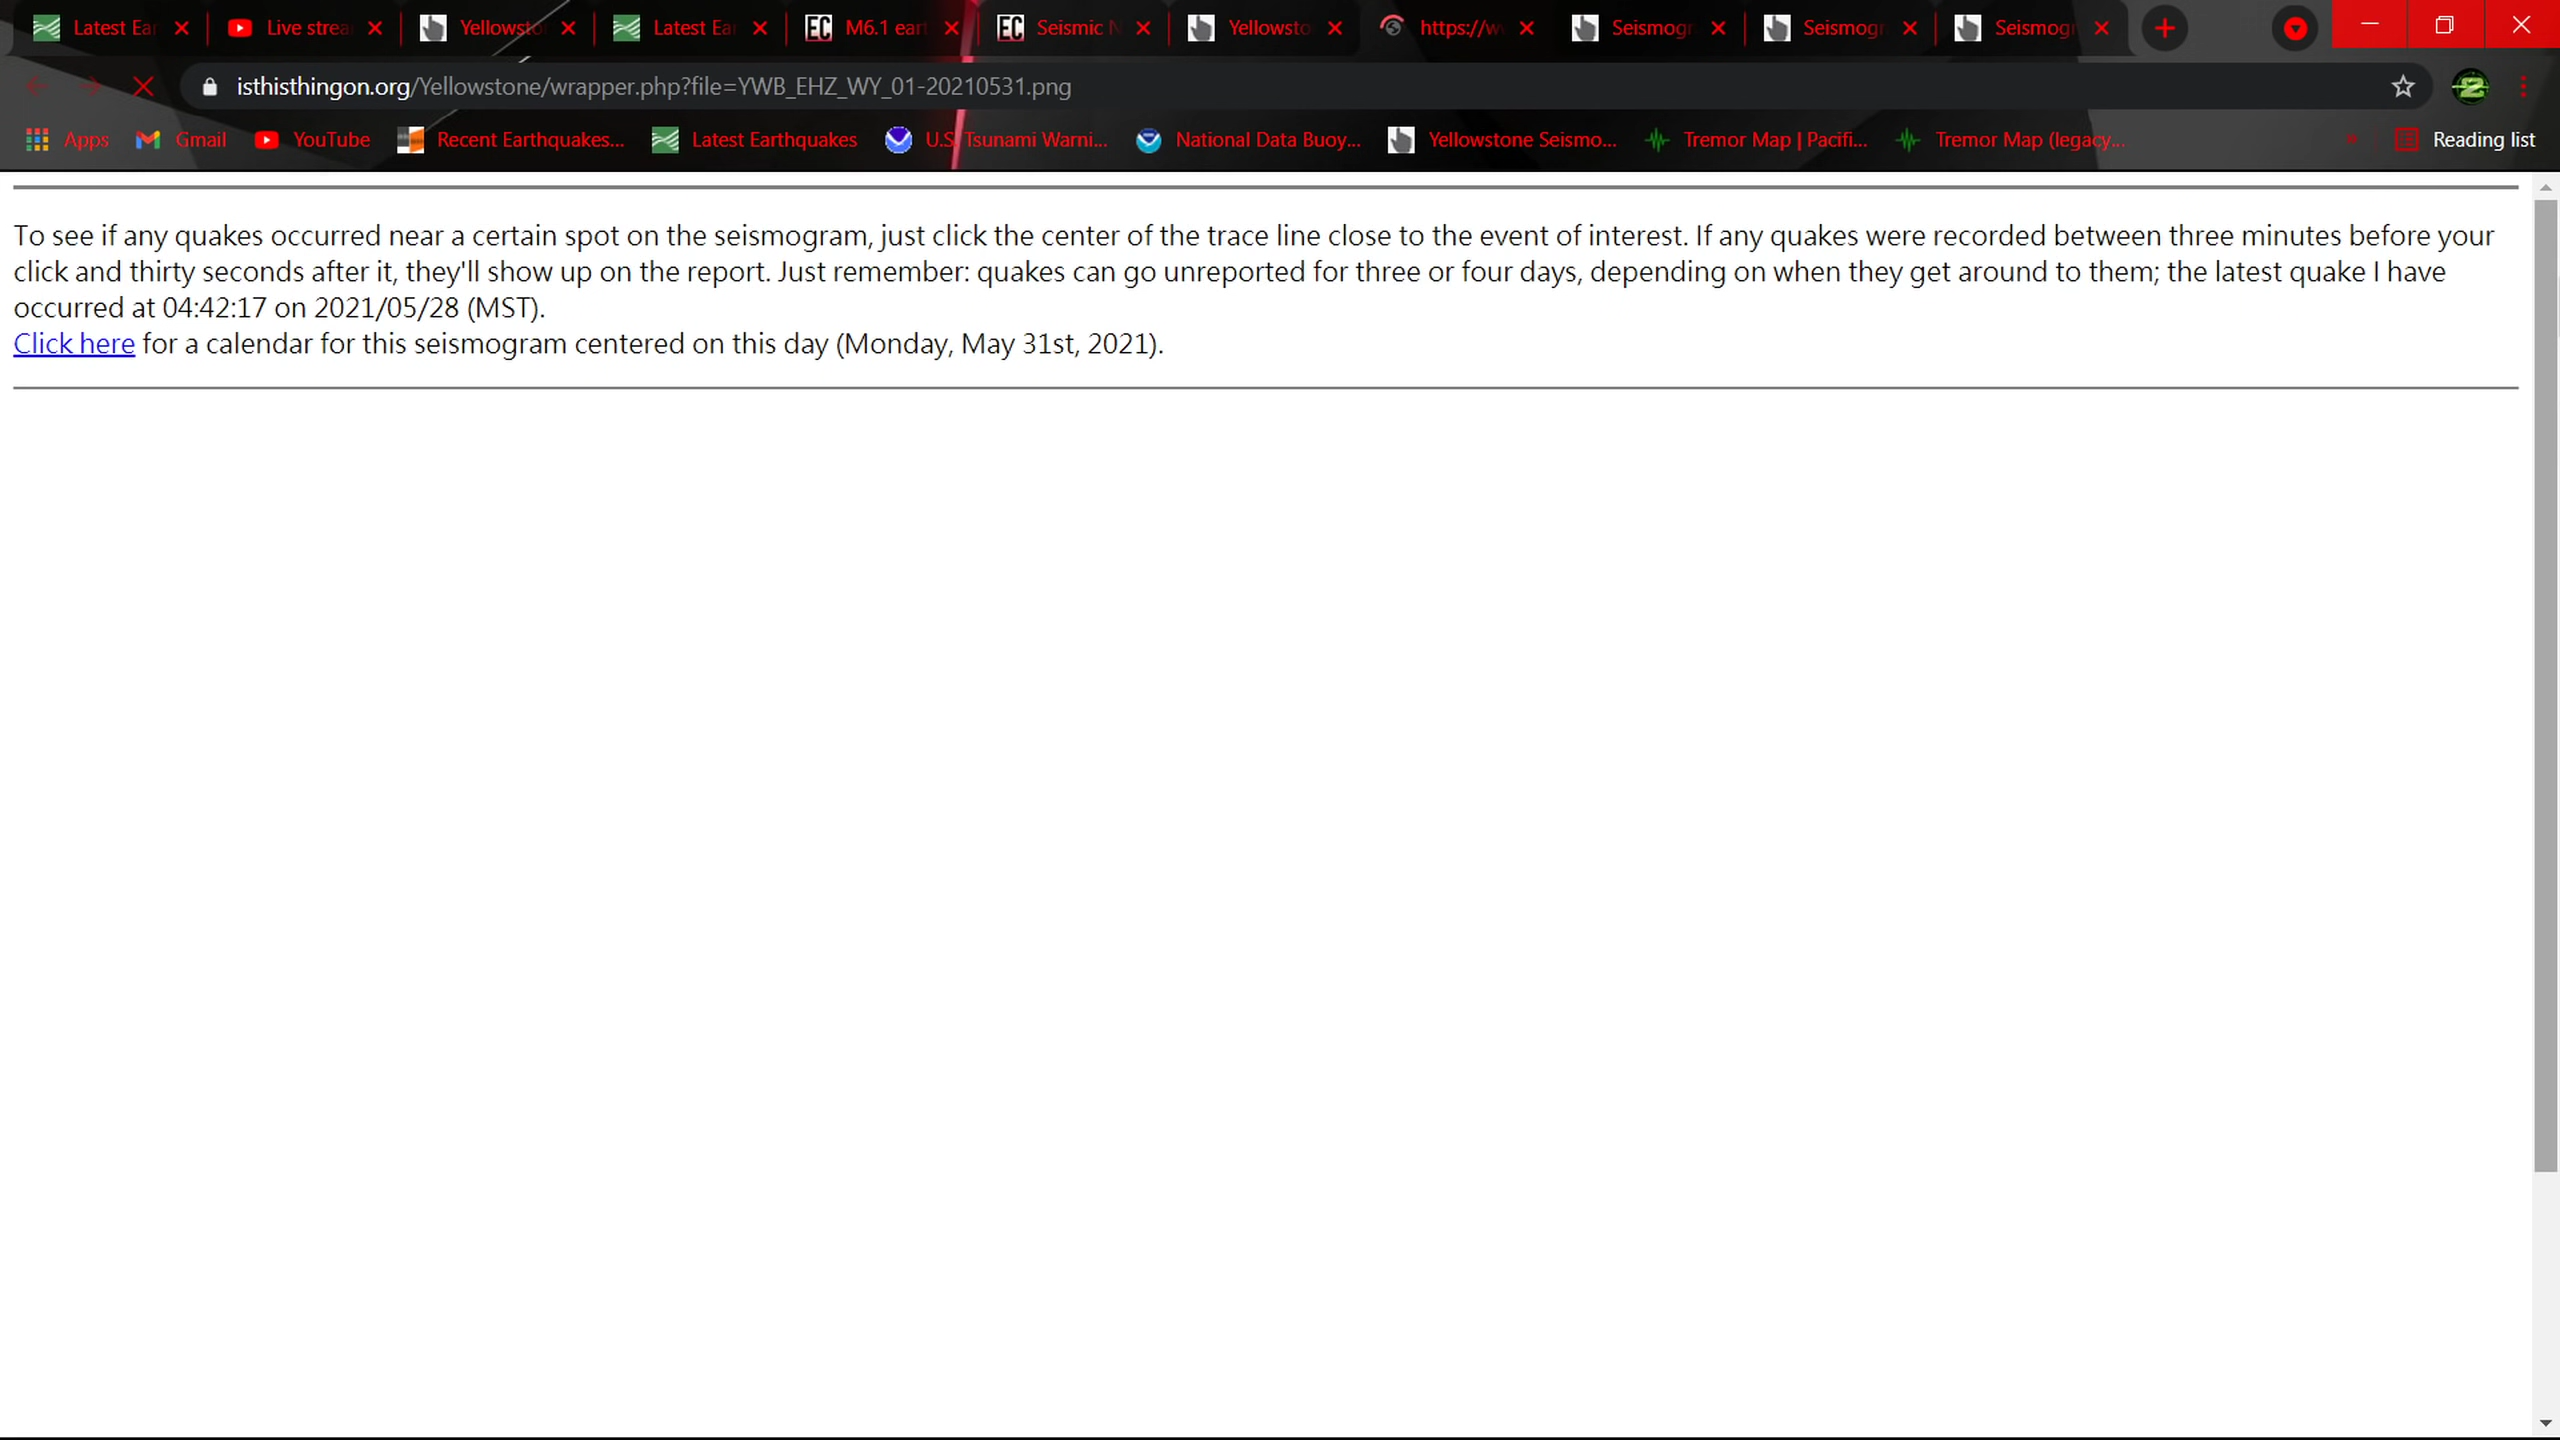 Latest Ear
Live strea
Yellowsto
Latest Ear
EC M6.1 eart
EC Seismic N
Yellowsto
https://w
Seismogr
Seismogr
Seismogr
isthisthingon.org/Yellowstone/wrapper.php?file=YWB_EHZ_WY_01-20210531.png
Apps Gmail YouTube Recent Earthquakes... Latest Earthquakes U.S. Tsunami Warni... National Data Buoy... Yellowstone Seismo... Tremor Map | Pacifi... Tremor Map (legacy... Reading list
To see if any quakes occurred near a certain spot on the seismogram, just click the center of the trace line close to the event of interest. If any quakes were recorded between three minutes before your
click and thirty seconds after it, they'll show up on the report. Just remember: quakes can go unreported for three or four days, depending on when they get around to them; the latest quake I have
occurred at 04:42:17 on 2021/05/28 (MST).
Click here for a calendar for this seismogram centered on this day (Monday, May 31st, 2021).